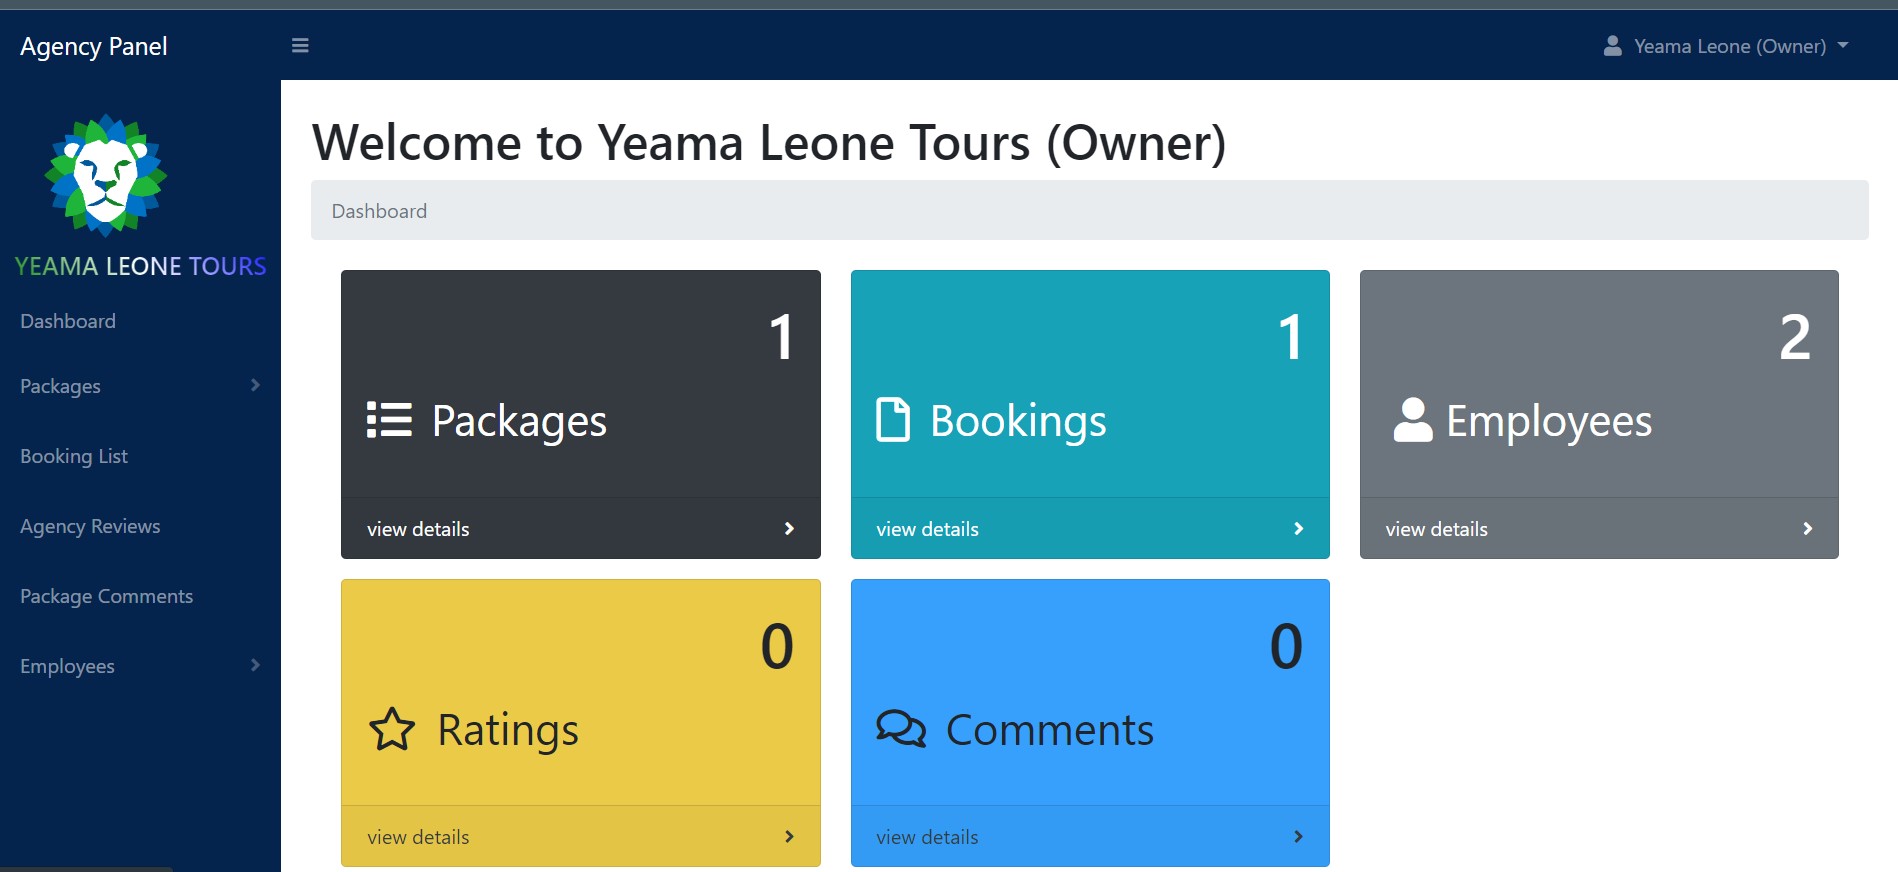 Agency Panel
Yeama Leone (Owner)
YEAMA LEONE TOURS
Dashboard
Packages
Booking List
Agency Reviews
Package Comments
Employees
Welcome to Yeama Leone Tours (Owner)
Dashboard
1
Packages
view details
1
Bookings
view details
2
Employees
view details
0
Ratings
view details
0
Comments
view details